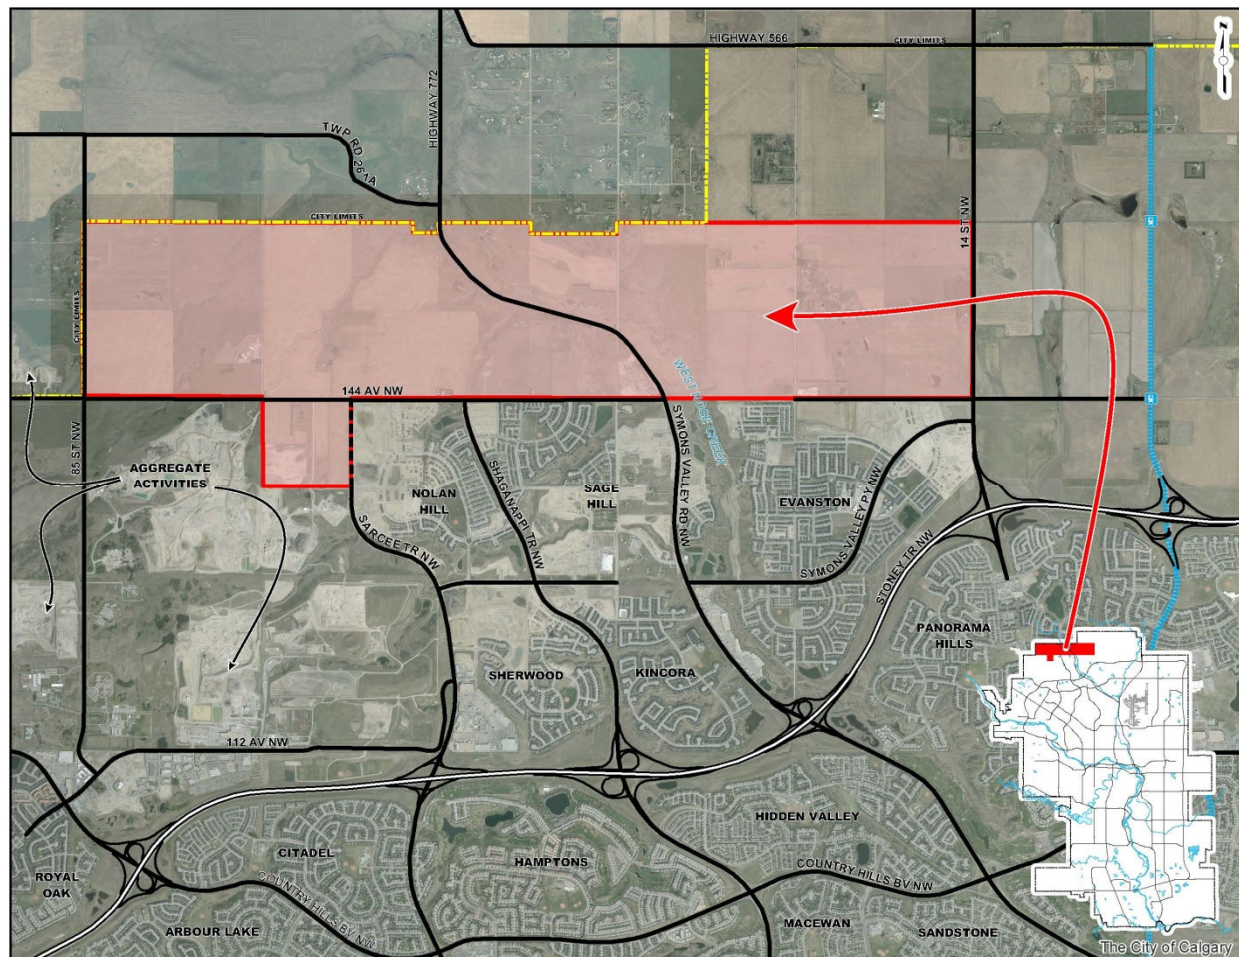 N
HIGHWAY 566
CITY LIMITS
HIGHWAY 772
TWP RD 261A
CITY LIMITS
14 ST NW
CITY LIMITS
144 AV NW
WEST NOSE CREEK
85 ST NW
AGGREGATE
ACTIVITIES
NOLAN
HILL
SHAGANAPPI TR NW
SAGE
HILL
SYMONS VALLEY RD NW
EVANSTON
SYMONS VALLEY PY NW
SARCEE TR NW
STONEY TR NW
PANORAMA
HILLS
SHERWOOD
KINCORA
112 AV NW
HIDDEN VALLEY
CITADEL
HAMPTONS
COUNTRY HILLS BV NW
ROYAL
OAK
COUNTRY HILLS BV NW
ARBOUR LAKE
MACEWAN
SANDSTONE
The City of Calgary